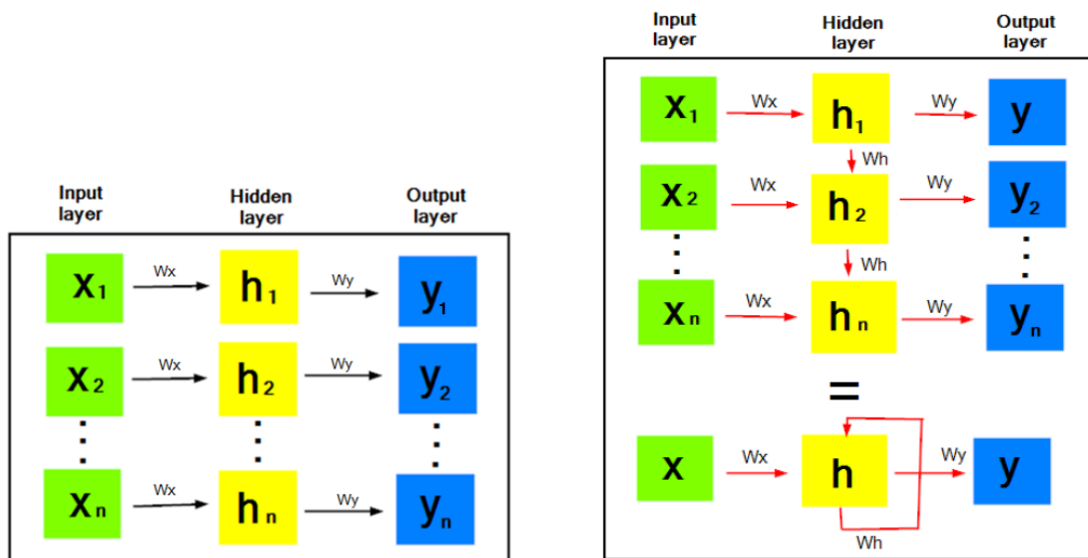 Input layer
Hidden layer
Output layer
x1 Wx h1 Wy y1
x2 Wx h2 Wy y2
xn Wx hn Wy yn
Input layer
Hidden layer
Output layer
x1 Wx h1 Wy y
Wh
x2 Wx h2 Wy y2
Wh
xn Wx hn Wy yn
=
x Wx h Wy y
Wh